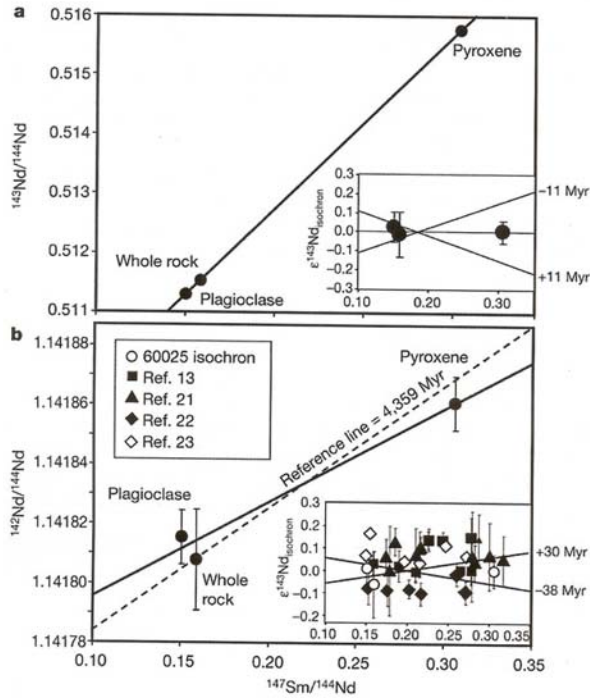 a
0.516
0.515
0.514
0.513
0.512
0.511
¹⁴³Nd/¹⁴⁴Nd
Pyroxene
Whole rock
Plagioclase
0.3
0.2
0.1
0.0
−0.1
−0.2
−0.3
ε¹⁴³Nd_isochron
−11 Myr
+11 Myr
0.10 0.20 0.30
b
1.14188
1.14186
1.14184
1.14182
1.14180
1.14178
¹⁴²Nd/¹⁴⁴Nd
60025 isochron
Ref. 13
Ref. 21
Ref. 22
Ref. 23
Pyroxene
Reference line = 4,359 Myr
Plagioclase
Whole rock
0.3
0.2
0.1
0.0
−0.1
−0.2
ε¹⁴³Nd_isochron
+30 Myr
−38 Myr
0.10 0.15 0.20 0.25 0.30 0.35
0.10 0.15 0.20 0.25 0.30 0.35
¹⁴⁷Sm/¹⁴⁴Nd